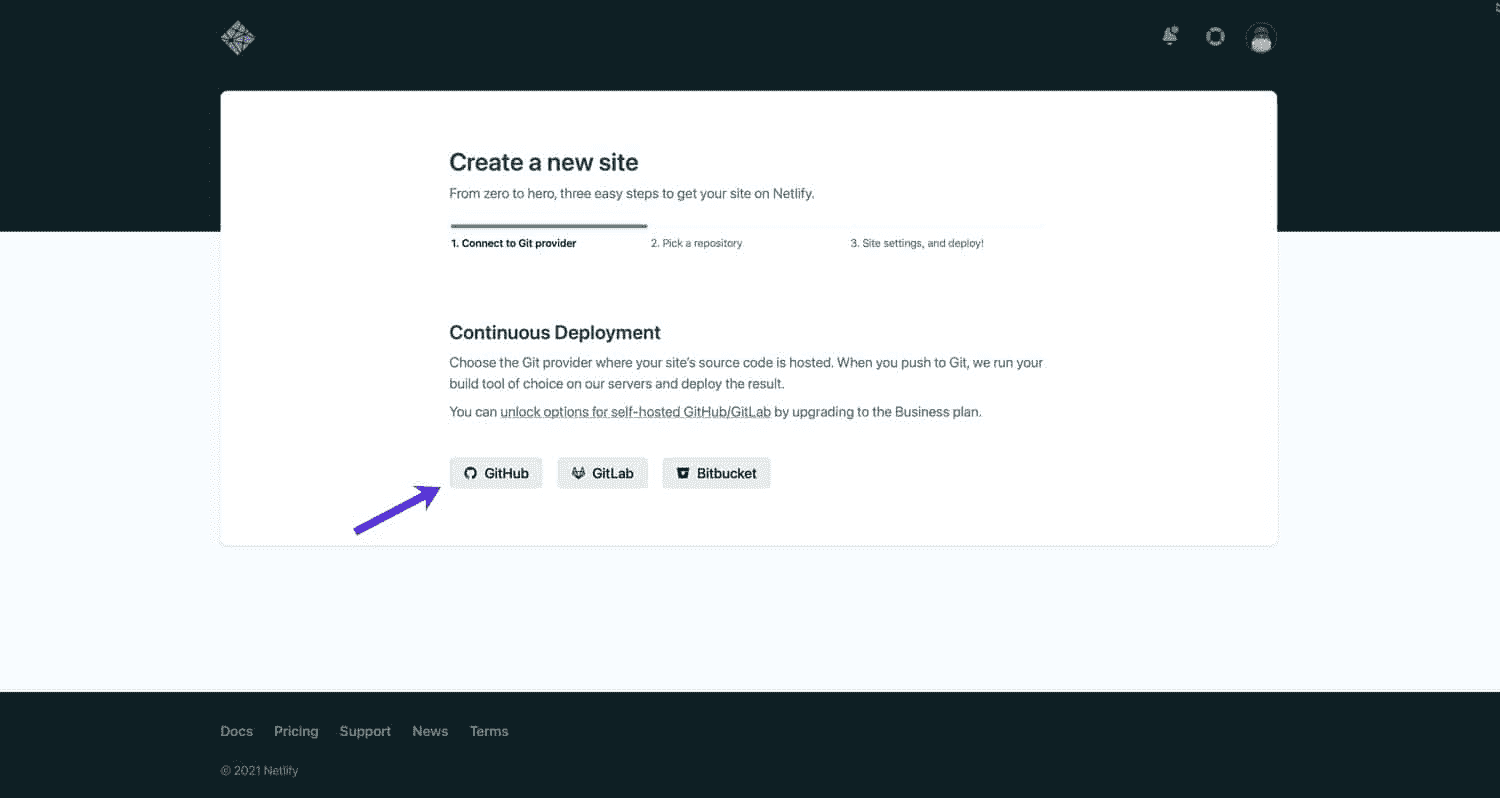 Create a new site
From zero to hero, three easy steps to get your site on Netlify.
1. Connect to Git provider
2. Pick a repository
3. Site settings, and deploy!
Continuous Deployment
Choose the Git provider where your site's source code is hosted. When you push to Git, we run your
build tool of choice on our servers and deploy the result.
You can unlock options for self-hosted GitHub/GitLab by upgrading to the Business plan.
GitHub
GitLab
Bitbucket
Docs
Pricing
Support
News
Terms
© 2021 Netlify